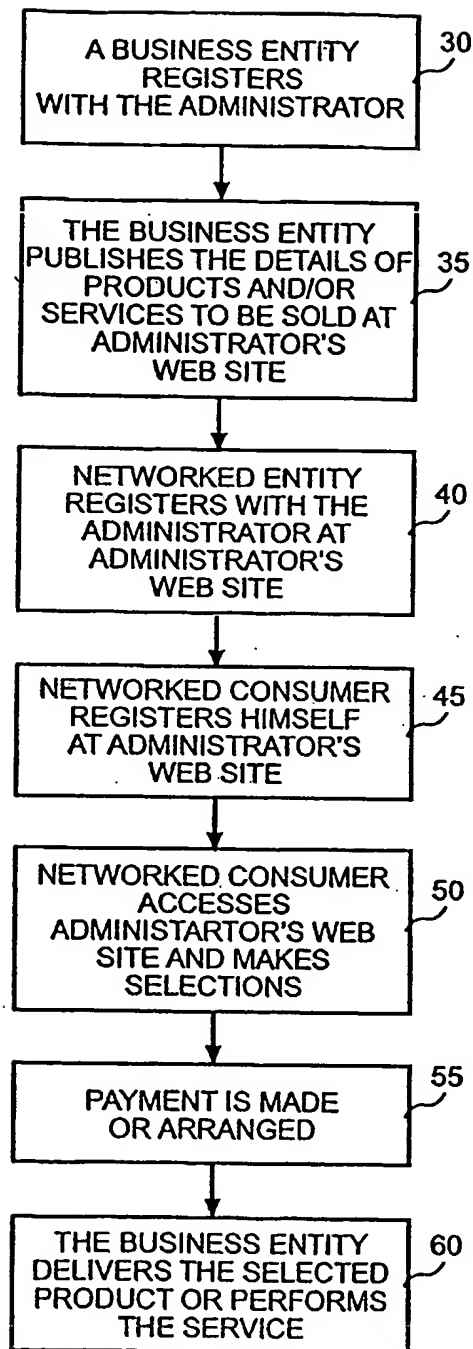 A BUSINESS ENTITY
REGISTERS
WITH THE ADMINISTRATOR
30
THE BUSINESS ENTITY
PUBLISHES THE DETAILS OF
PRODUCTS AND/OR
SERVICES TO BE SOLD AT
ADMINISTRATOR'S
WEB SITE
35
NETWORKED ENTITY
REGISTERS WITH THE
ADMINISTRATOR AT
ADMINISTRATOR'S
WEB SITE
40
NETWORKED CONSUMER
REGISTERS HIMSELF
AT ADMINISTRATOR'S
WEB SITE
45
NETWORKED CONSUMER
ACCESSES
ADMINISTARTOR'S WEB
SITE AND MAKES
SELECTIONS
50
PAYMENT IS MADE
OR ARRANGED
55
THE BUSINESS ENTITY
DELIVERS THE SELECTED
PRODUCT OR PERFORMS
THE SERVICE
60